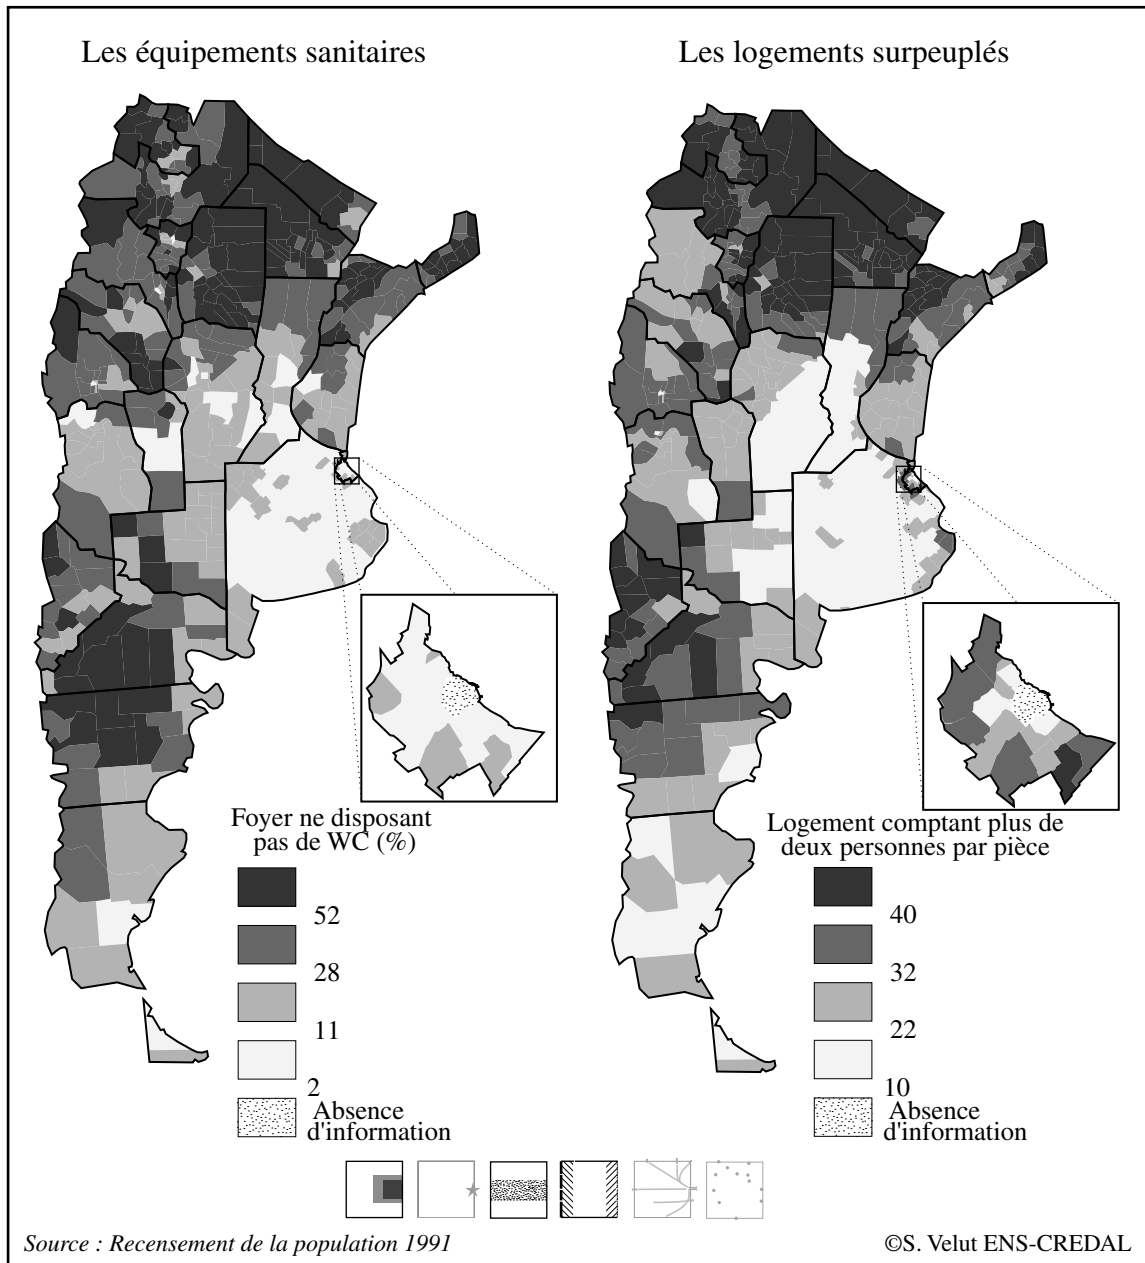 Les équipements sanitaires
Les logements surpeuplés
Foyer ne disposant
pas de WC (%)
52
28
11
2
Absence
d'information
Logement comptant plus de
deux personnes par pièce
40
32
22
10
Absence
d'information
Source : Recensement de la population 1991
©S. Velut ENS-CREDAL